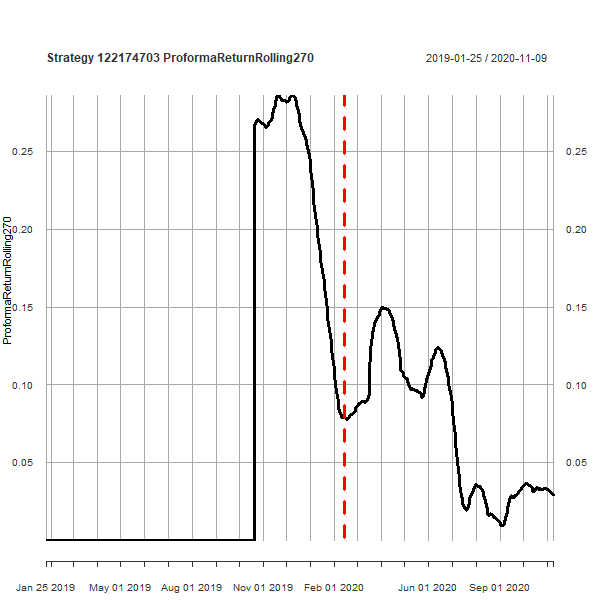 Strategy 122174703 ProformaReturnRolling270
2019-01-25 / 2020-11-09
ProformaReturnRolling270
0.25 0.25
0.20 0.20
0.15 0.15
0.10 0.10
0.05 0.05
Jan 25 2019 May 01 2019 Aug 01 2019 Nov 01 2019 Feb 01 2020 Jun 01 2020 Sep 01 2020